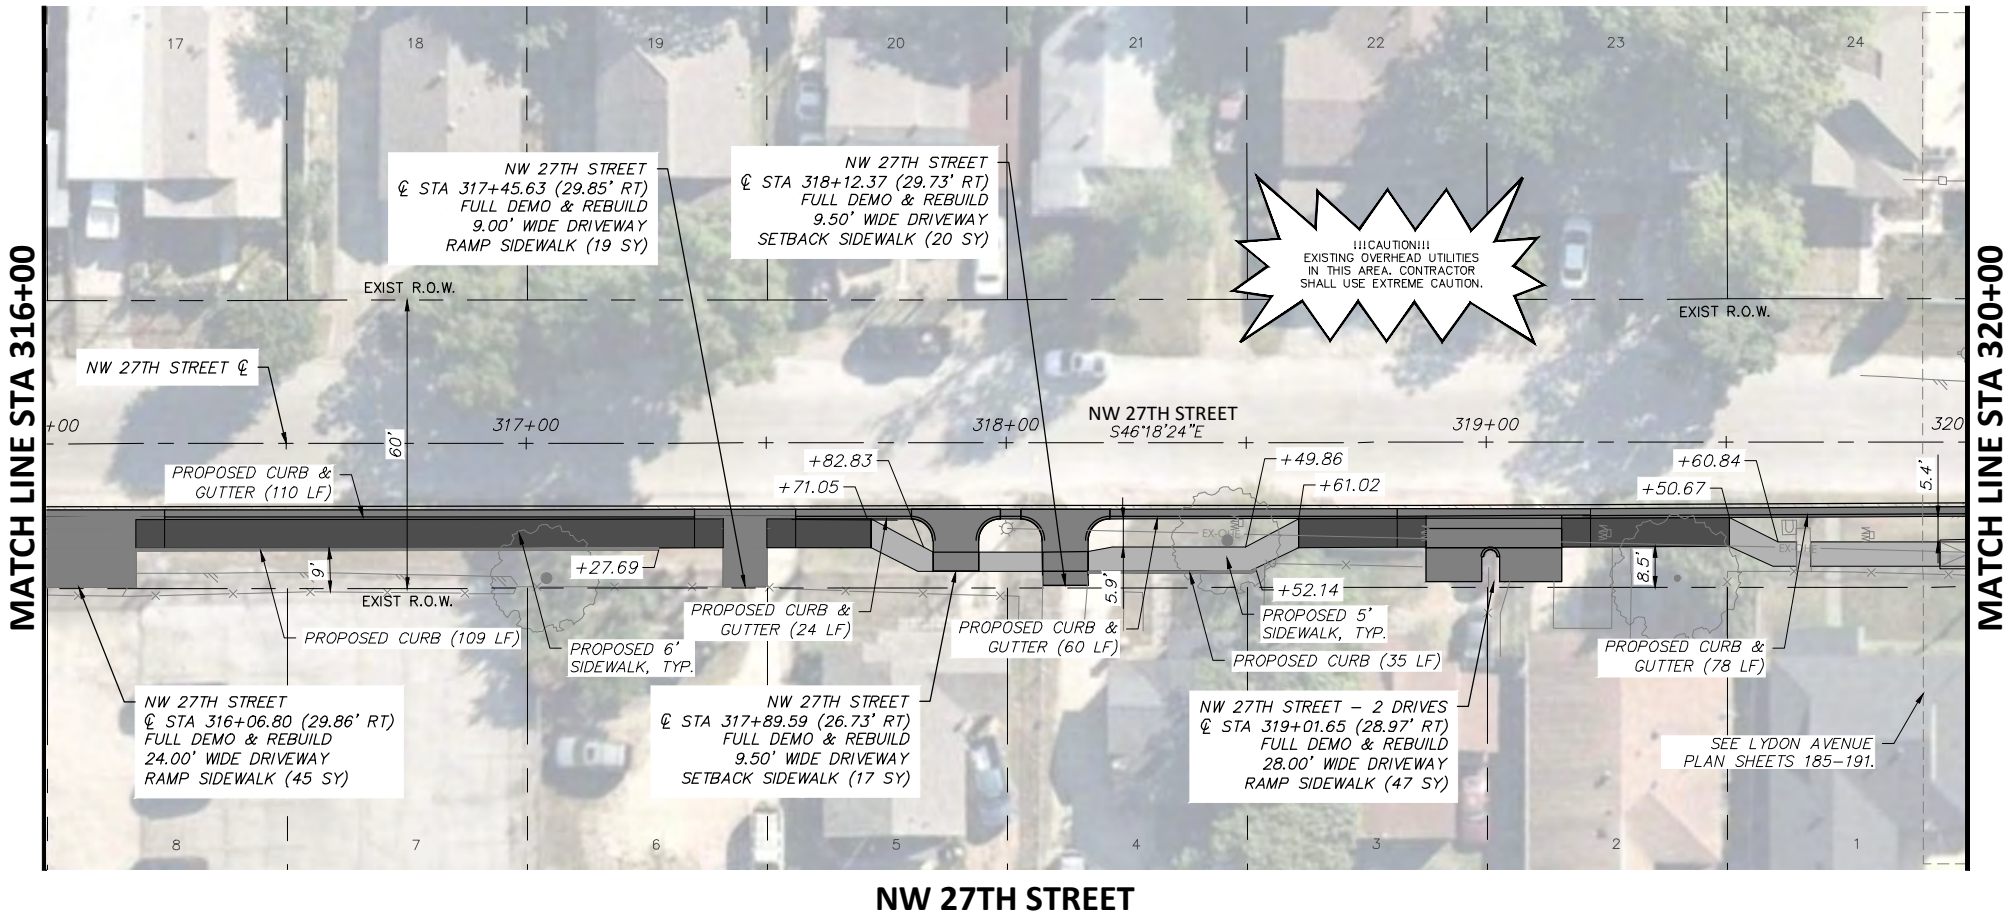 17
18
19
20
21
22
23
24
NW 27TH STREET
℄ STA 317+45.63 (29.85' RT)
FULL DEMO & REBUILD
9.00' WIDE DRIVEWAY
RAMP SIDEWALK (19 SY)
NW 27TH STREET
℄ STA 318+12.37 (29.73' RT)
FULL DEMO & REBUILD
9.50' WIDE DRIVEWAY
SETBACK SIDEWALK (20 SY)
!!!CAUTION!!!
EXISTING OVERHEAD UTILITIES
IN THIS AREA. CONTRACTOR
SHALL USE EXTREME CAUTION.
MATCH LINE STA 316+00
MATCH LINE STA 320+00
EXIST R.O.W.
EXIST R.O.W.
NW 27TH STREET ℄
60'
+00
317+00
318+00
NW 27TH STREET
S46°18'24"E
319+00
320
PROPOSED CURB &
GUTTER (110 LF)
+82.83
+71.05
+49.86
+61.02
+60.84
+50.67
5.4'
EX-ONE
WM
WM
WM
EX-ONE
9'
+27.69
5.9'
+52.14
8.5'
EXIST R.O.W.
PROPOSED CURB (109 LF)
PROPOSED 6'
SIDEWALK, TYP.
PROPOSED CURB &
GUTTER (24 LF)
PROPOSED CURB &
GUTTER (60 LF)
PROPOSED 5'
SIDEWALK, TYP.
PROPOSED CURB (35 LF)
PROPOSED CURB &
GUTTER (78 LF)
NW 27TH STREET
℄ STA 316+06.80 (29.86' RT)
FULL DEMO & REBUILD
24.00' WIDE DRIVEWAY
RAMP SIDEWALK (45 SY)
NW 27TH STREET
℄ STA 317+89.59 (26.73' RT)
FULL DEMO & REBUILD
9.50' WIDE DRIVEWAY
SETBACK SIDEWALK (17 SY)
NW 27TH STREET - 2 DRIVES
℄ STA 319+01.65 (28.97' RT)
FULL DEMO & REBUILD
28.00' WIDE DRIVEWAY
RAMP SIDEWALK (47 SY)
SEE LYDON AVENUE
PLAN SHEETS 185-191.
8
7
6
5
4
3
2
1
NW 27TH STREET